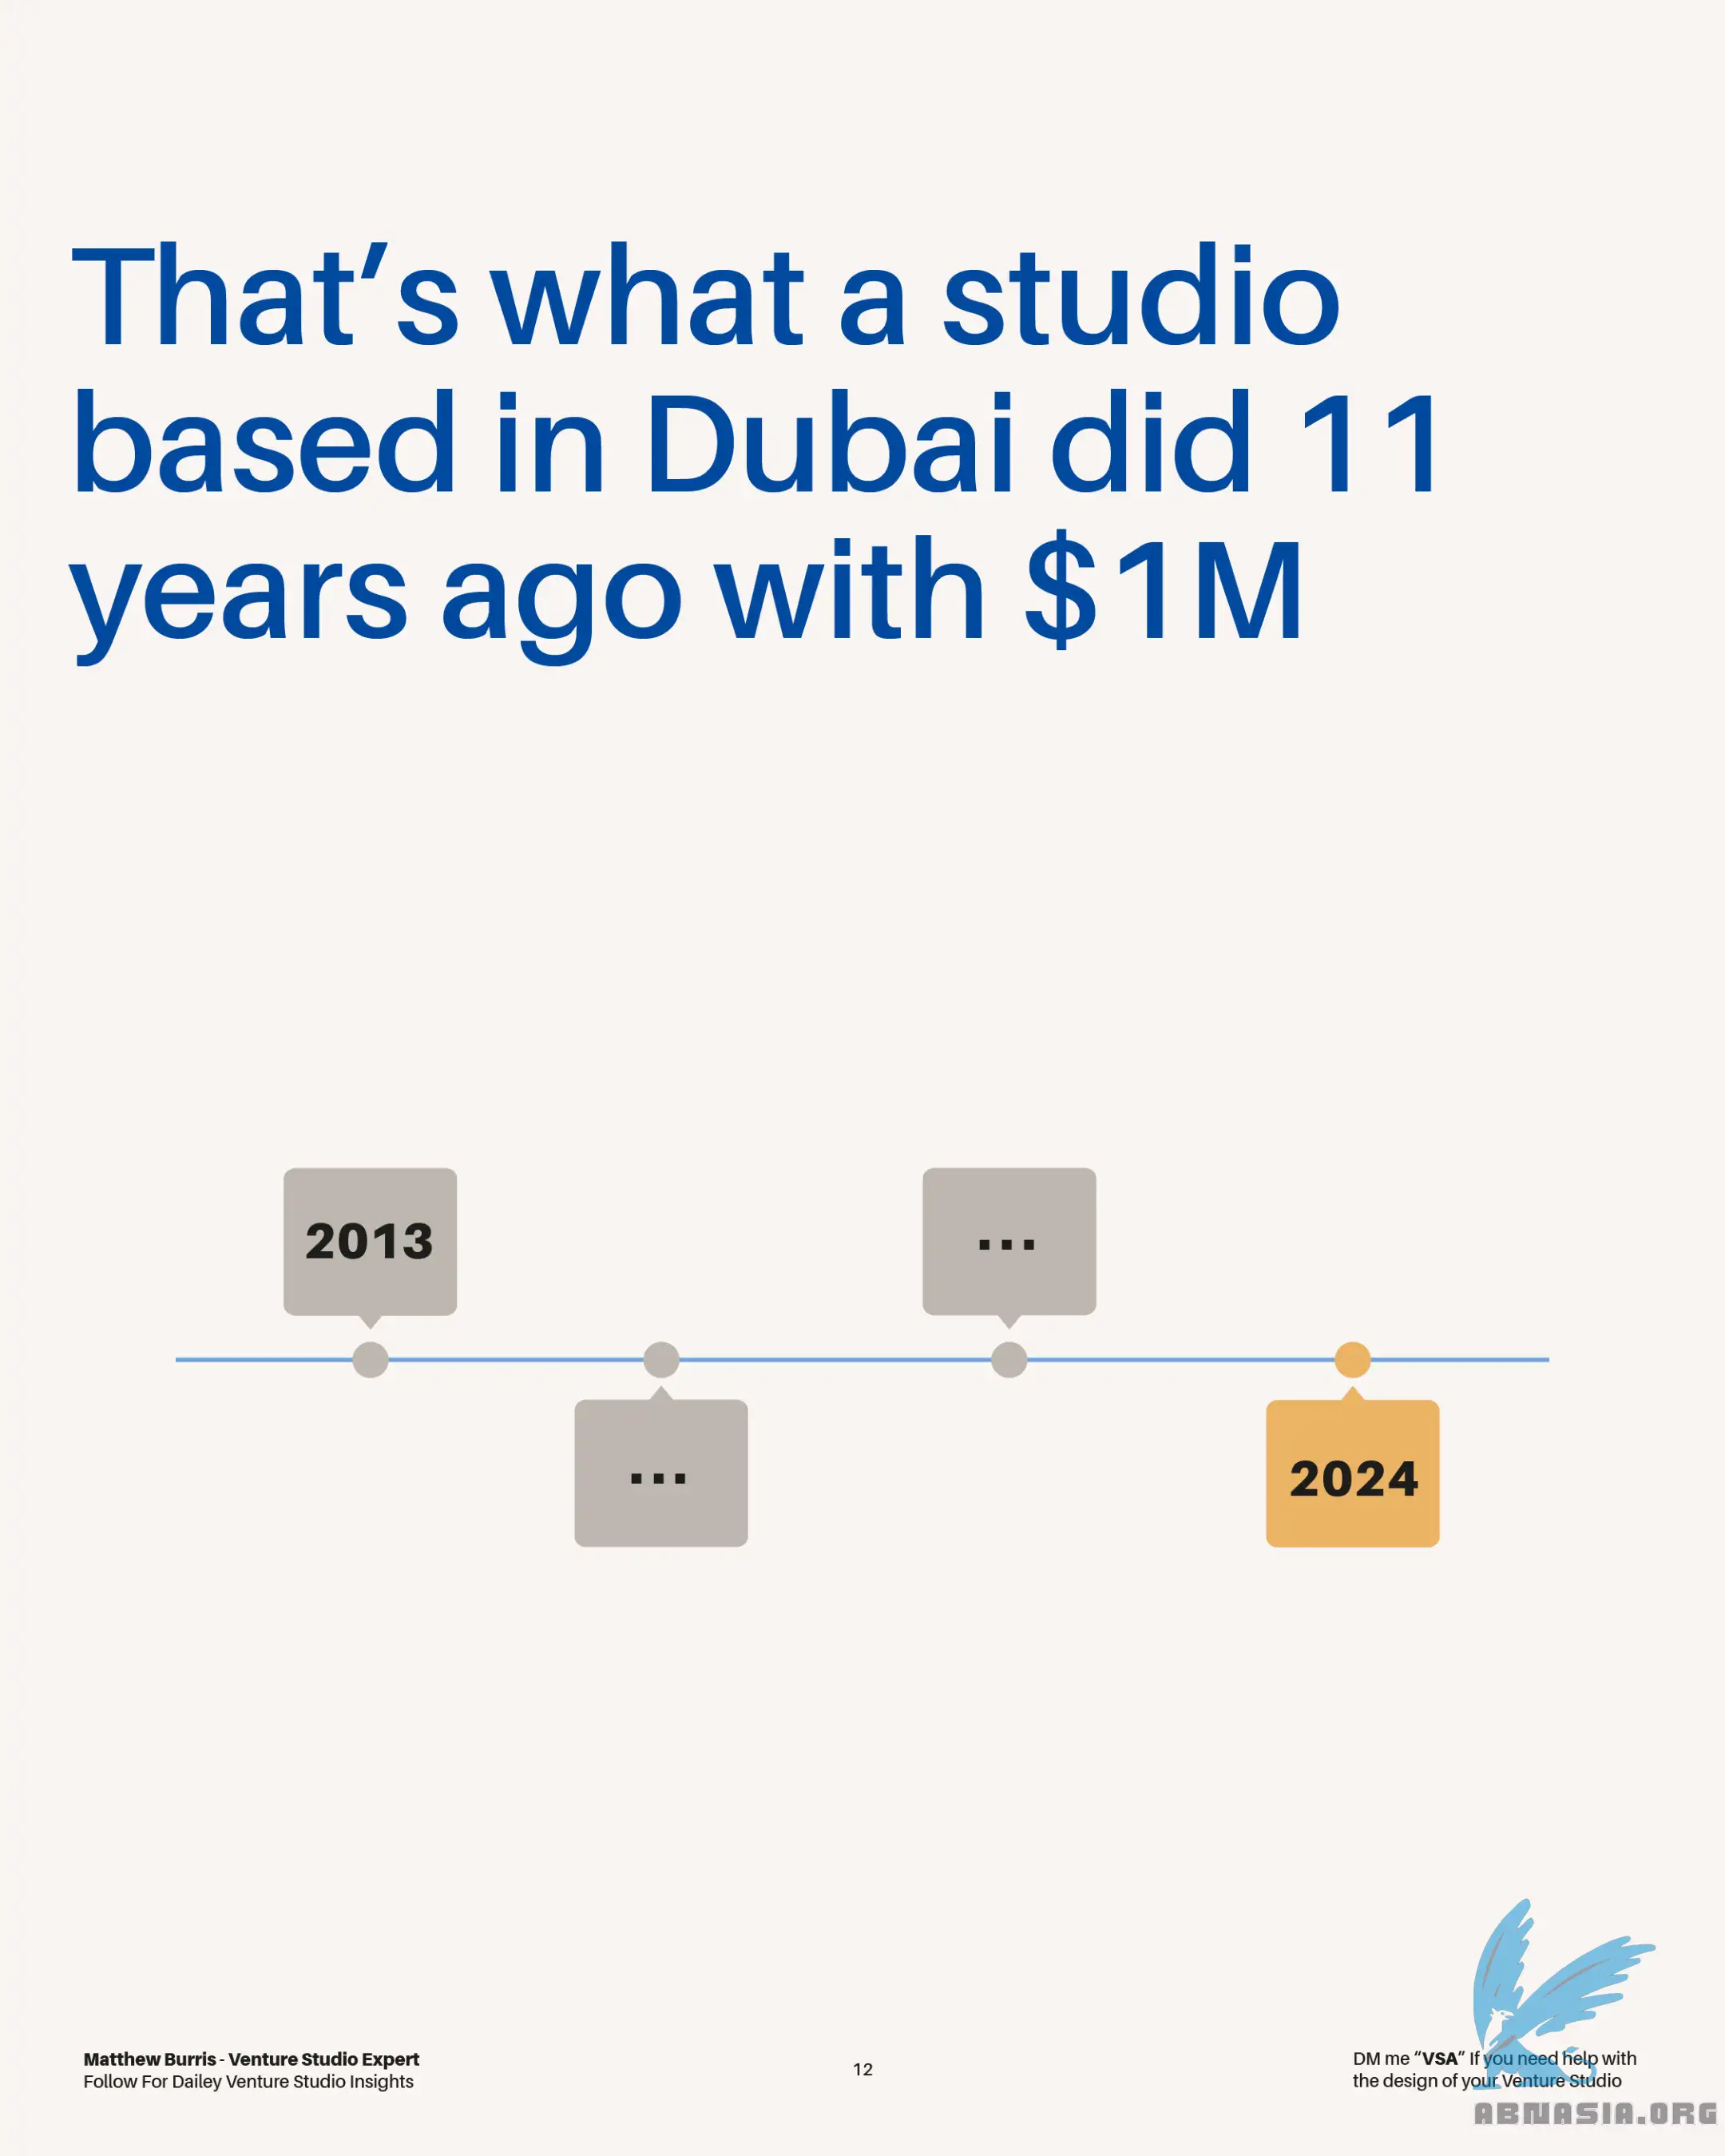 That’s what a studio
based in Dubai did 11
years ago with $1M
2013
...
...
2024
Matthew Burris - Venture Studio Expert
Follow For Dailey Venture Studio Insights
12
DM me “VSA” If you need help with
the design of your Venture Studio
ABNASIA.ORG